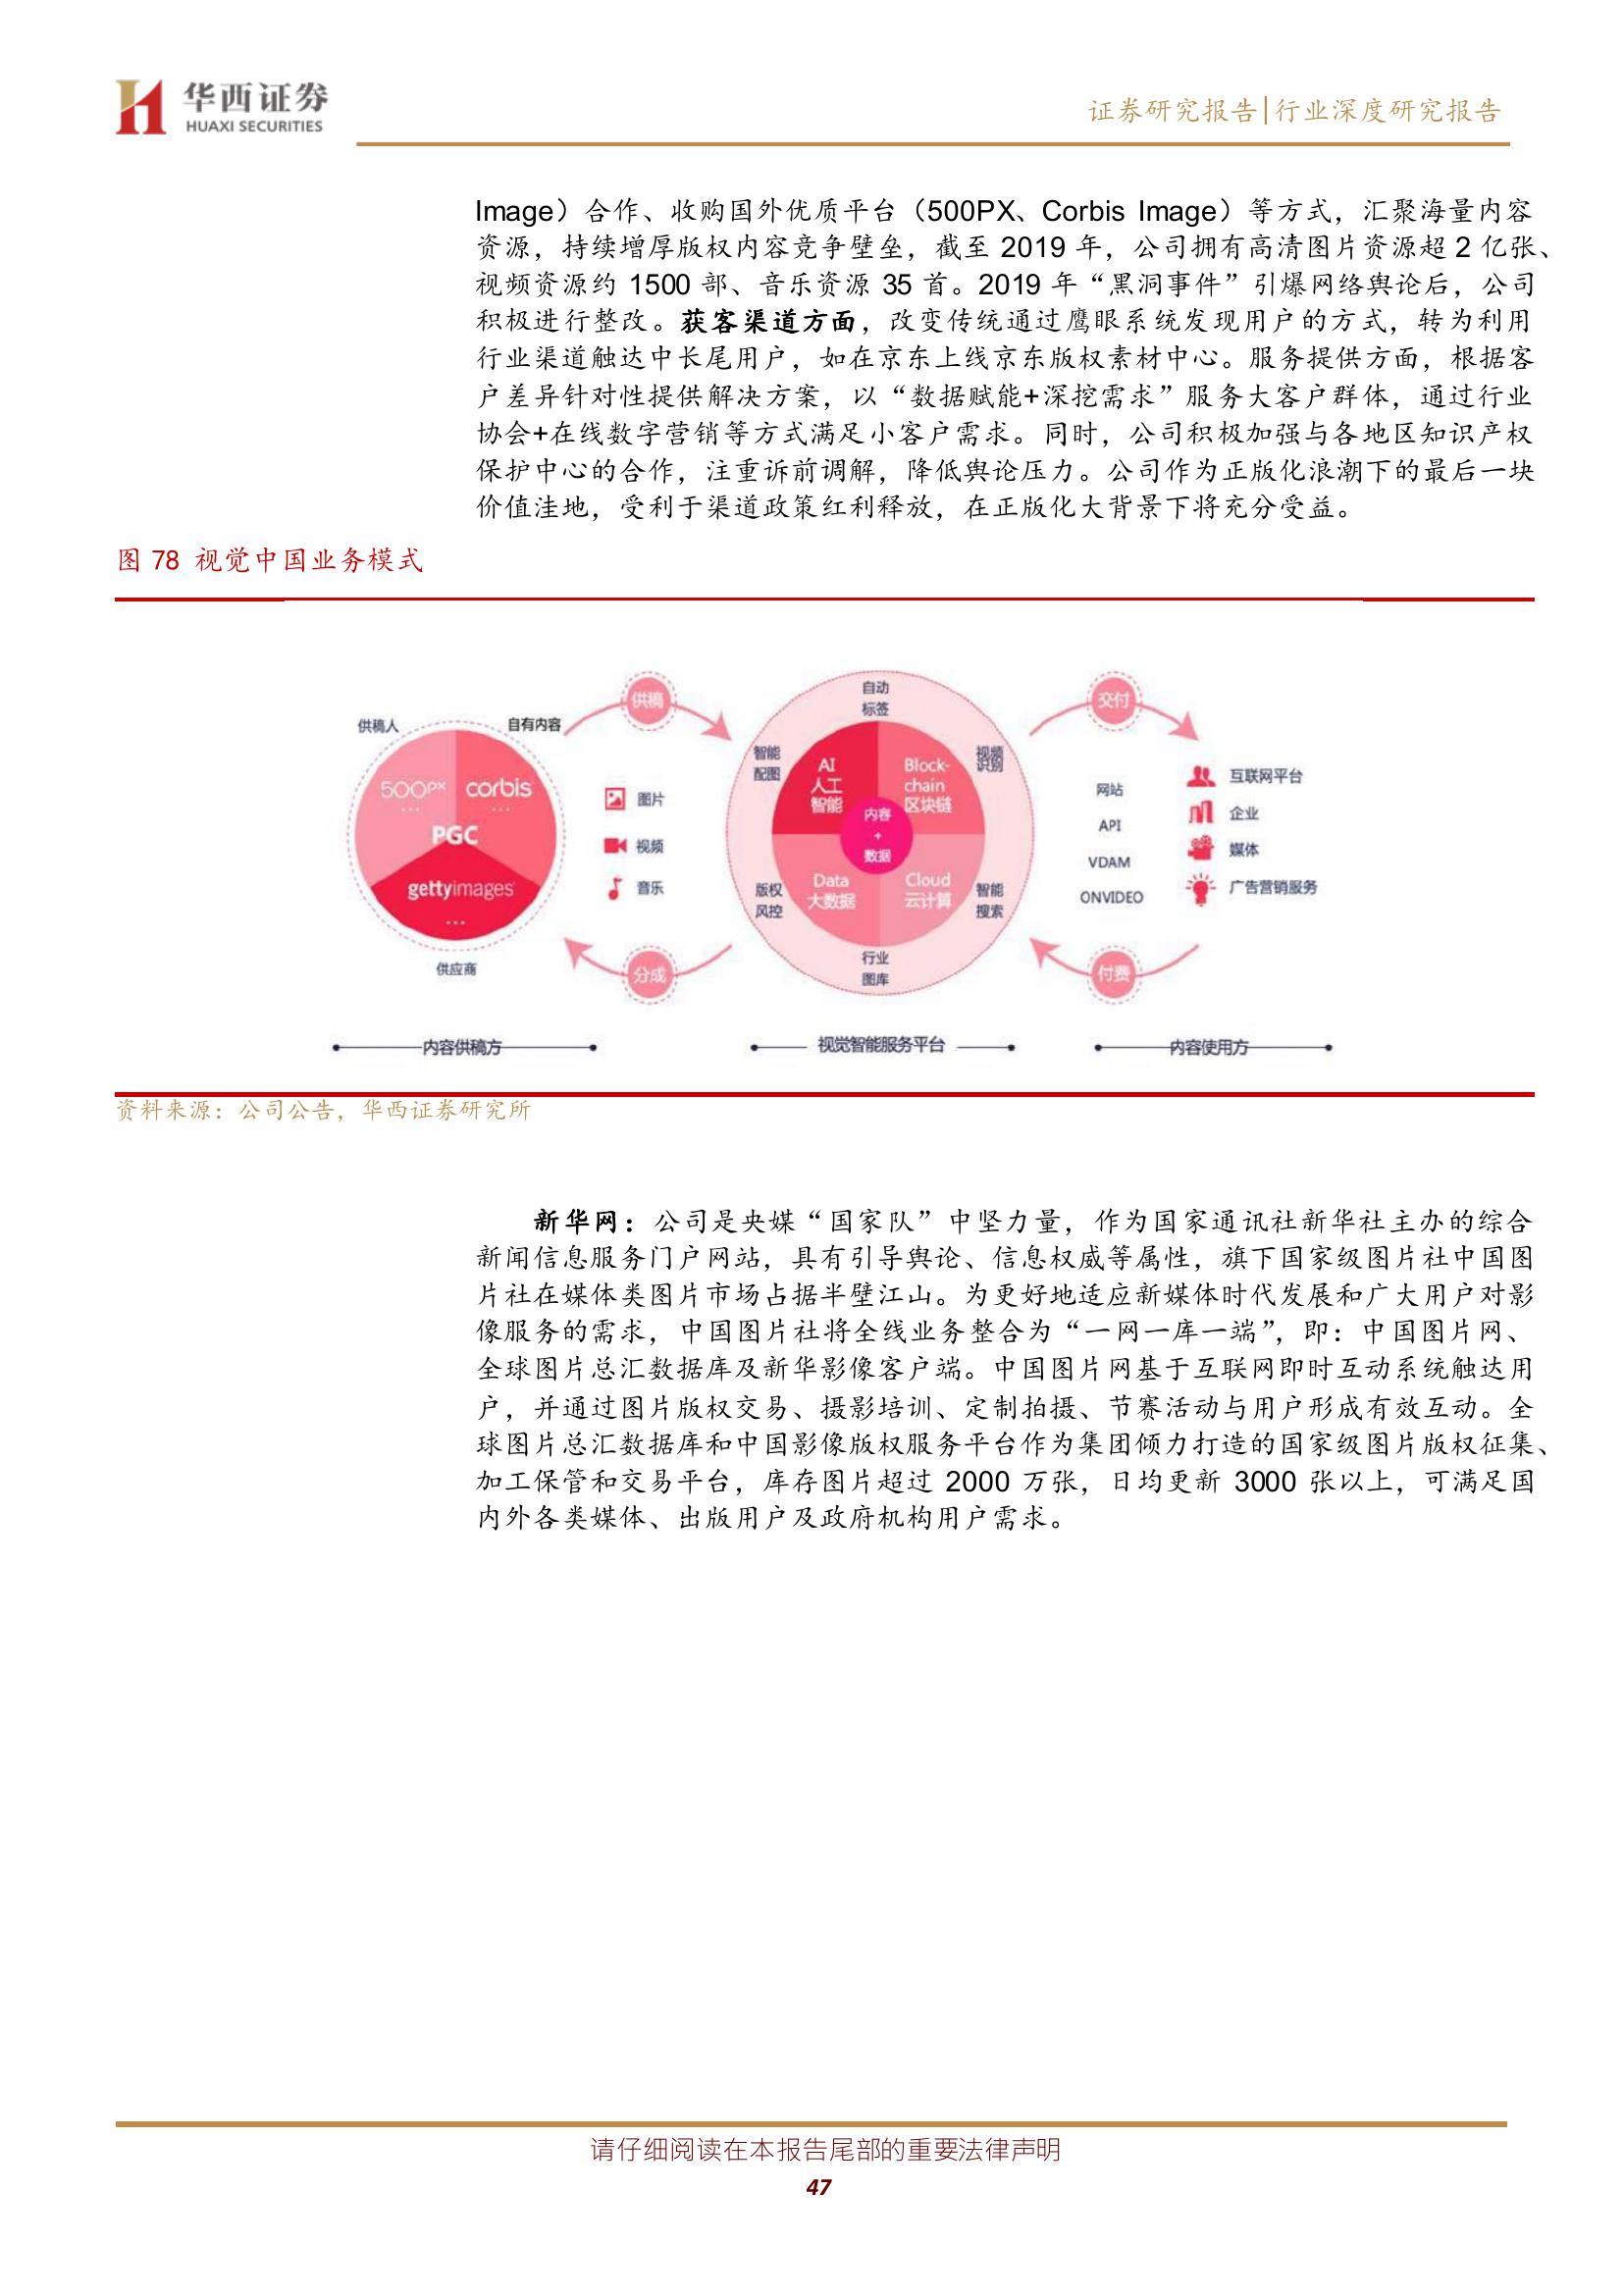 华西证券
HUAXI SECURITIES
证券研究报告|行业深度研究报告
Image）合作、收购国外优质平台（500PX、Corbis Image）等方式，汇聚海量内容
资源，持续增厚版权内容竞争壁垒，截至 2019 年，公司拥有高清图片资源超 2 亿张、
视频资源约 1500 部、音乐资源 35 首。2019 年“黑洞事件”引爆网络舆论后，公司
积极进行整改。获客渠道方面，改变传统通过鹰眼系统发现用户的方式，转为利用
行业渠道触达中长尾用户，如在京东上线京东版权素材中心。服务提供方面，根据客
户差异针对性提供解决方案，以“数据赋能+深挖需求”服务大客户群体，通过行业
协会+在线数字营销等方式满足小客户需求。同时，公司积极加强与各地区知识产权
保护中心的合作，注重诉前调解，降低舆论压力。公司作为正版化浪潮下的最后一块
价值洼地，受利于渠道政策红利释放，在正版化大背景下将充分受益。
图 78 视觉中国业务模式
供稿人
自有内容
500px
...
corbis
...
PGC
gettyimages
...
供应商
供稿
图片
视频
音乐
分成
自动
标签
智能
配图
视频
识别
AI
人工
智能
Block-
chain
区块链
内容
+
数据
Data
大数据
Cloud
云计算
版权
风控
智能
搜索
行业
图库
交付
网站
API
VDAM
ONVIDEO
互联网平台
企业
媒体
广告营销服务
付费
内容供稿方
视觉智能服务平台
内容使用方
资料来源：公司公告，华西证券研究所
新华网：公司是央媒“国家队”中坚力量，作为国家通讯社新华社主办的综合
新闻信息服务门户网站，具有引导舆论、信息权威等属性，旗下国家级图片社中国图
片社在媒体类图片市场占据半壁江山。为更好地适应新媒体时代发展和广大用户对影
像服务的需求，中国图片社将全线业务整合为“一网一库一端”，即：中国图片网、
全球图片总汇数据库及新华影像客户端。中国图片网基于互联网即时互动系统触达用
户，并通过图片版权交易、摄影培训、定制拍摄、节赛活动与用户形成有效互动。全
球图片总汇数据库和中国影像版权服务平台作为集团倾力打造的国家级图片版权征集、
加工保管和交易平台，库存图片超过 2000 万张，日均更新 3000 张以上，可满足国
内外各类媒体、出版用户及政府机构用户需求。
请仔细阅读在本报告尾部的重要法律声明
47